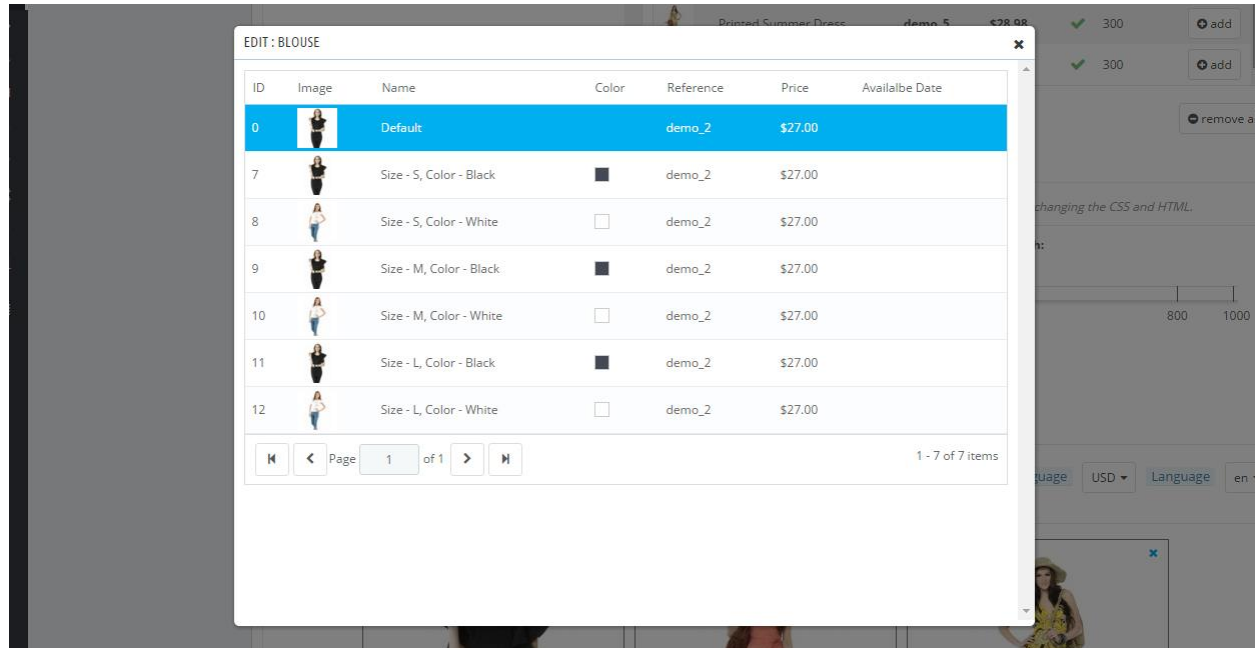 Printed Summer Dress demo_5 $28.98 300 add
EDIT : BLOUSE
300 add
ID Image Name Color Reference Price Availalbe Date
0 Default demo_2 $27.00
remove a
7 Size - S, Color - Black demo_2 $27.00
8 Size - S, Color - White demo_2 $27.00
changing the CSS and HTML.
h:
9 Size - M, Color - Black demo_2 $27.00
10 Size - M, Color - White demo_2 $27.00
800 1000
11 Size - L, Color - Black demo_2 $27.00
12 Size - L, Color - White demo_2 $27.00
Page 1 of 1 1 - 7 of 7 items
guage USD Language en